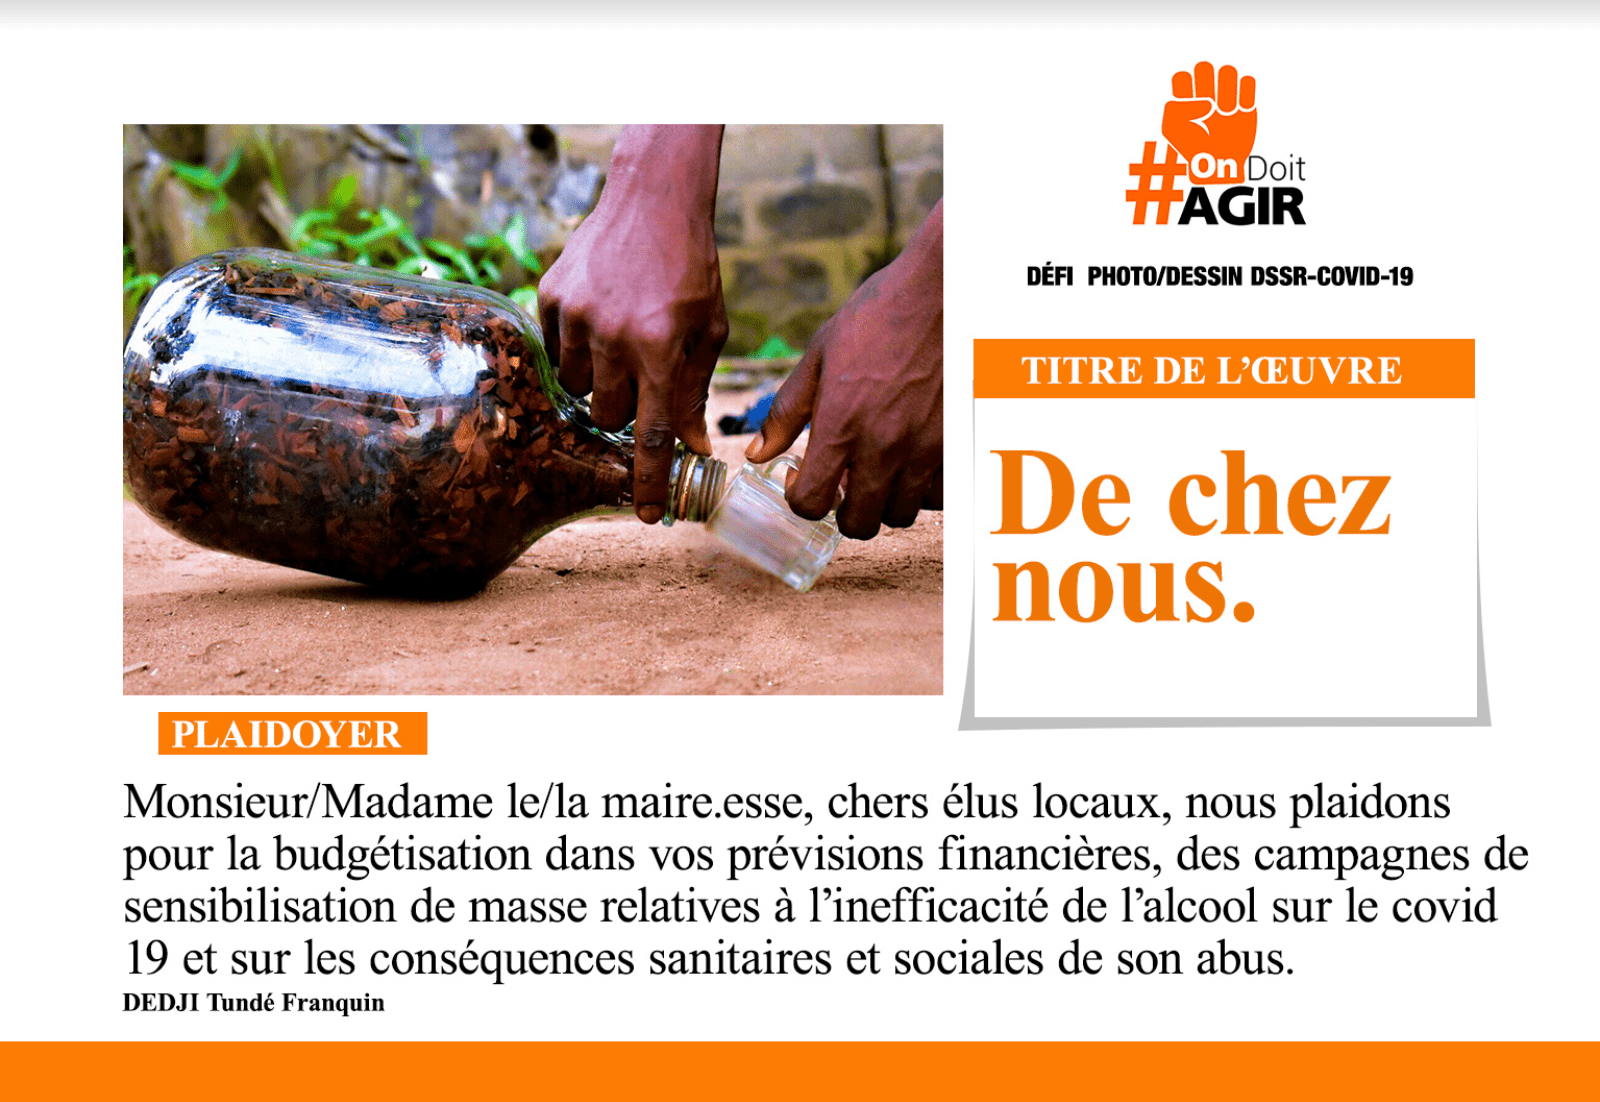 #On Doit
AGIR
DÉFI PHOTO/DESSIN DSSR-COVID-19
TITRE DE L’ŒUVRE
De chez
nous.
PLAIDOYER
Monsieur/Madame le/la maire.esse, chers élus locaux, nous plaidons
pour la budgétisation dans vos prévisions financières, des campagnes de
sensibilisation de masse relatives à l’inefficacité de l’alcool sur le covid
19 et sur les conséquences sanitaires et sociales de son abus.
DEDJI Tundé Franquin